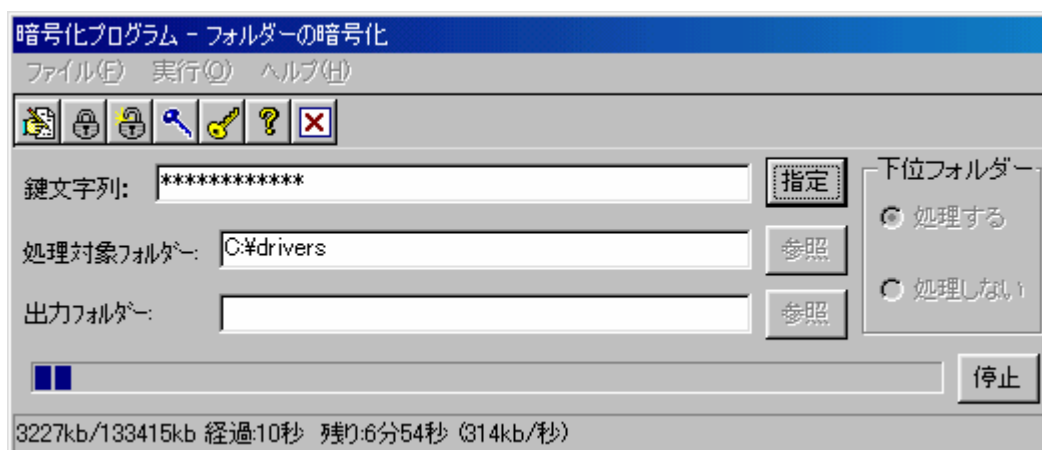 暗号化プログラム - フォルダーの暗号化
ファイル(F) 実行(O) ヘルプ(H)
鍵文字列: ************ 指定
下位フォルダー
処理する
処理対象フォルダー: C:¥drivers 参照
処理しない
出力フォルダー: 参照
停止
3227kb/133415kb 経過:10秒 残り:6分54秒 (314kb/秒)